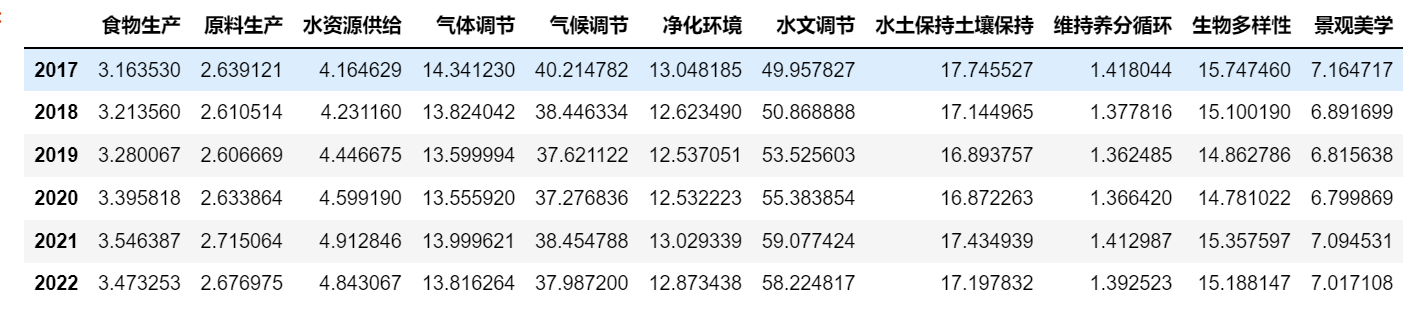 食物生产 原料生产 水资源供给 气体调节 气候调节 净化环境 水文调节 水土保持土壤保持 维持养分循环 生物多样性 景观美学
2017 3.163530 2.639121 4.164629 14.341230 40.214782 13.048185 49.957827 17.745527 1.418044 15.747460 7.164717
2018 3.213560 2.610514 4.231160 13.824042 38.446334 12.623490 50.868888 17.144965 1.377816 15.100190 6.891699
2019 3.280067 2.606669 4.446675 13.599994 37.621122 12.537051 53.525603 16.893757 1.362485 14.862786 6.815638
2020 3.395818 2.633864 4.599190 13.555920 37.276836 12.532223 55.383854 16.872263 1.366420 14.781022 6.799869
2021 3.546387 2.715064 4.912846 13.999621 38.454788 13.029339 59.077424 17.434939 1.412987 15.357597 7.094531
2022 3.473253 2.676975 4.843067 13.816264 37.987200 12.873438 58.224817 17.197832 1.392523 15.188147 7.017108